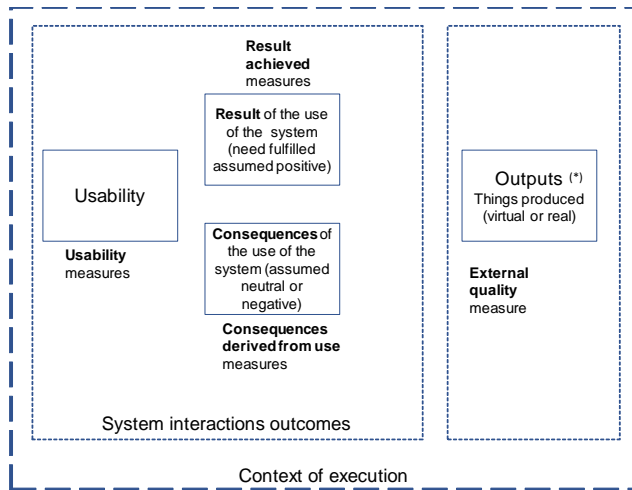 Result
achieved
measures
Result of the use
of the system
(need fulfilled
assumed positive)
Usability
Usability
measures
Consequences of
the use of the
system (assumed
neutral or
negative)
Consequences
derived from use
measures
System interactions outcomes
Outputs (*)
Things produced
(virtual or real)
External
quality
measure
Context of execution